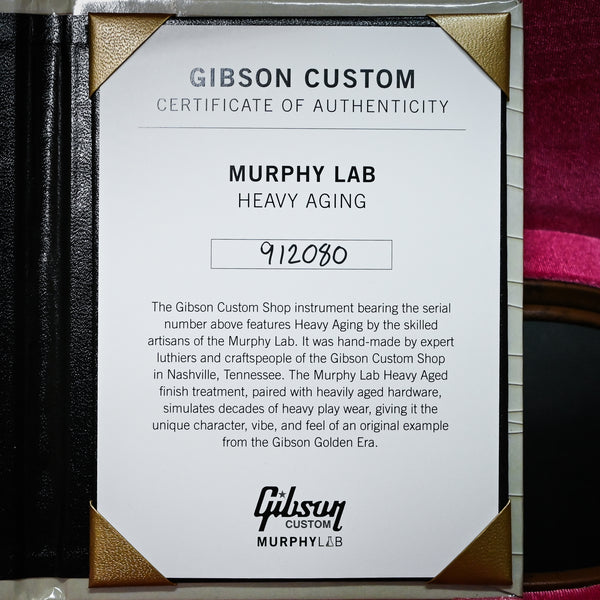 GIBSON CUSTOM
CERTIFICATE OF AUTHENTICITY
MURPHY LAB
HEAVY AGING
912080
The Gibson Custom Shop instrument bearing the serial
number above features Heavy Aging by the skilled
artisans of the Murphy Lab. It was hand-made by expert
luthiers and craftspeople of the Gibson Custom Shop
in Nashville, Tennessee. The Murphy Lab Heavy Aged
finish treatment, paired with heavily aged hardware,
simulates decades of heavy play wear, giving it the
unique character, vibe, and feel of an original example
from the Gibson Golden Era.
Gibson
CUSTOM
MURPHYLAB